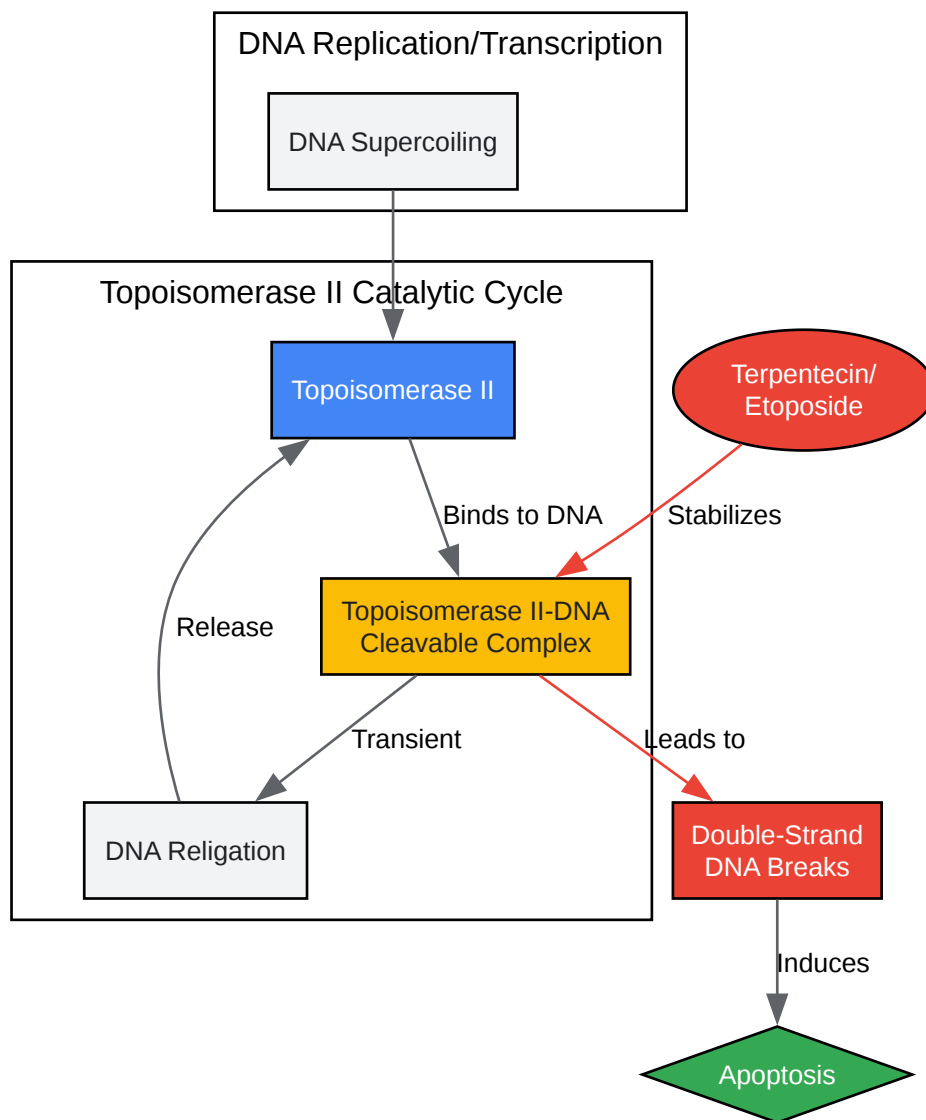 DNA Replication/Transcription
DNA Supercoiling
Topoisomerase II Catalytic Cycle
Topoisomerase II
Terpentecin/
Etoposide
Binds to DNA
Stabilizes
Topoisomerase II-DNA
Cleavable Complex
Release
Transient
Leads to
DNA Religation
Double-Strand
DNA Breaks
Induces
Apoptosis